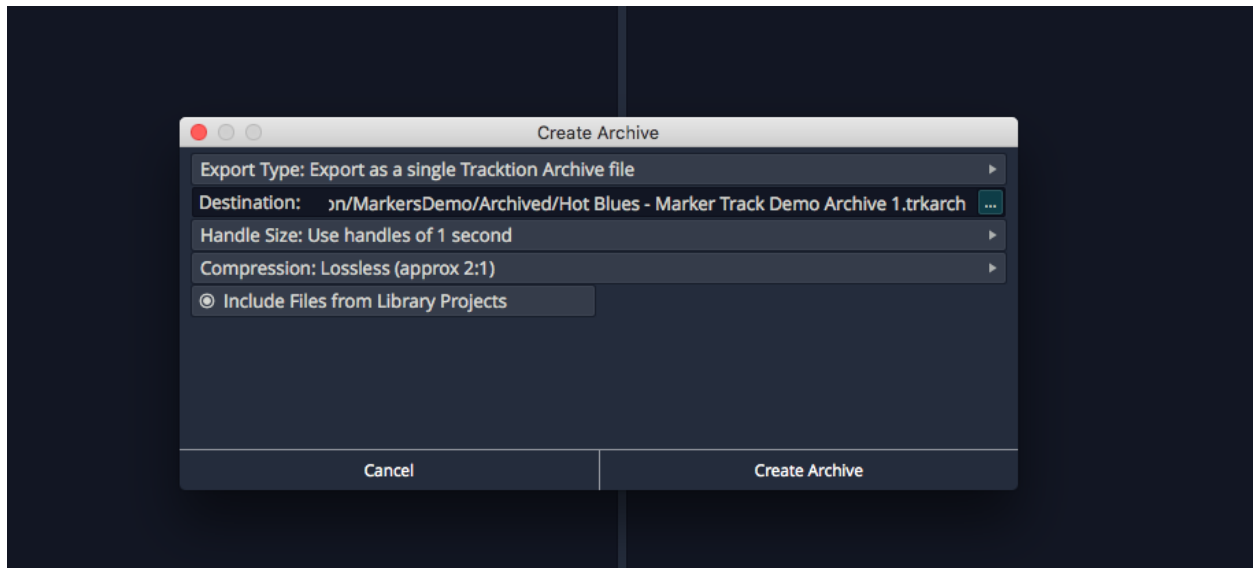 Create Archive
Export Type: Export as a single Tracktion Archive file
Destination: on/MarkersDemo/Archived/Hot Blues - Marker Track Demo Archive 1.trkarch ...
Handle Size: Use handles of 1 second
Compression: Lossless (approx 2:1)
Include Files from Library Projects
Cancel Create Archive